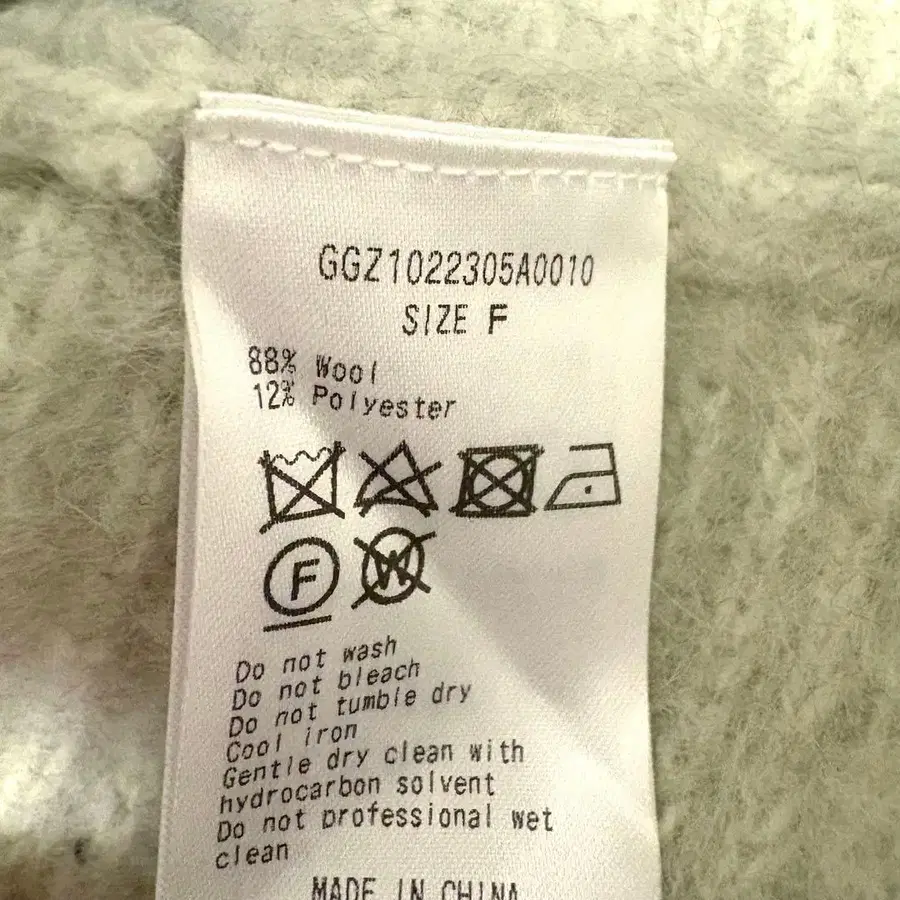 GGZ1022305A0010
SIZE F
88% Wool
12% Polyester
F W
Do not wash
Do not bleach
Do not tumble dry
Cool iron
Gentle dry clean with
hydrocarbon solvent
Do not professional wet
clean
MADE IN CHINA